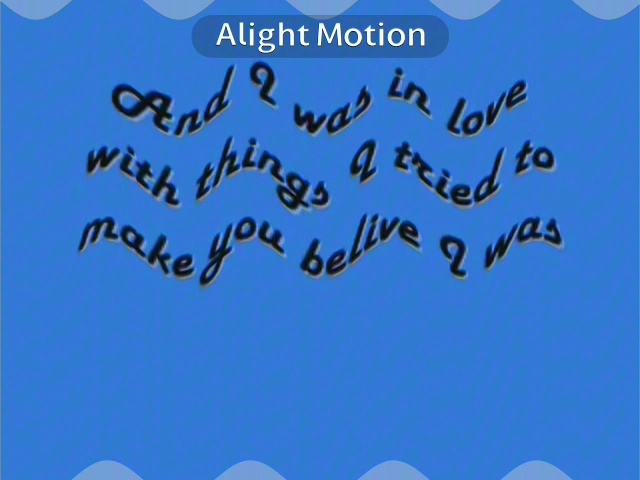 Alight Motion
And I was in love
with things I tried to
make you belive I was